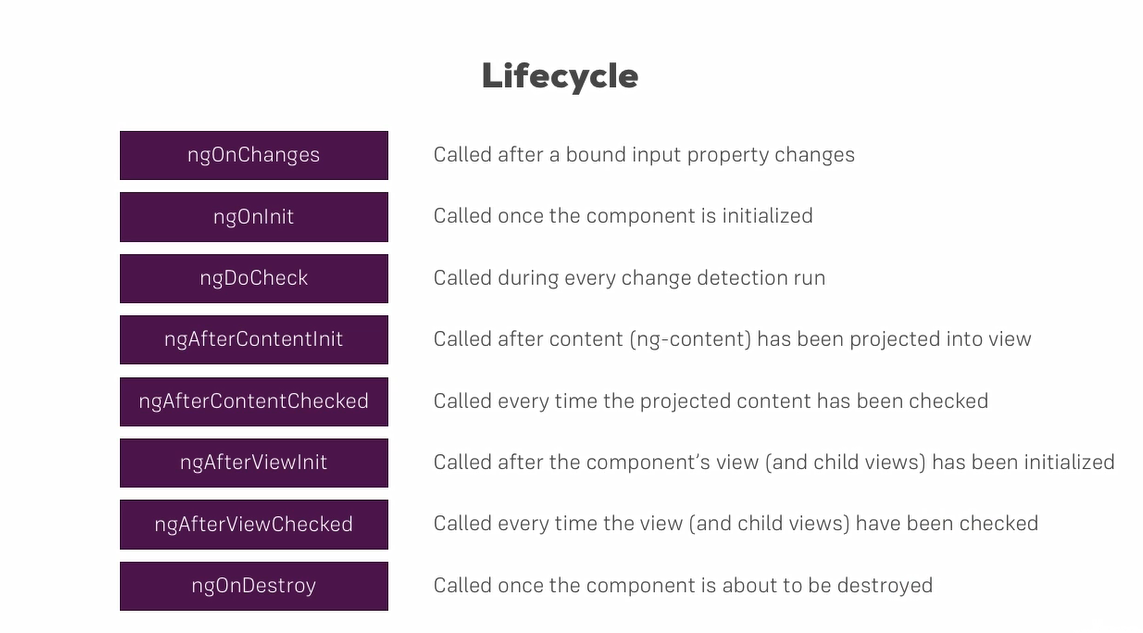 Lifecycle
ngOnChanges Called after a bound input property changes
ngOnInit Called once the component is initialized
ngDoCheck Called during every change detection run
ngAfterContentInit Called after content (ng-content) has been projected into view
ngAfterContentChecked Called every time the projected content has been checked
ngAfterViewInit Called after the component’s view (and child views) has been initialized
ngAfterViewChecked Called every time the view (and child views) have been checked
ngOnDestroy Called once the component is about to be destroyed